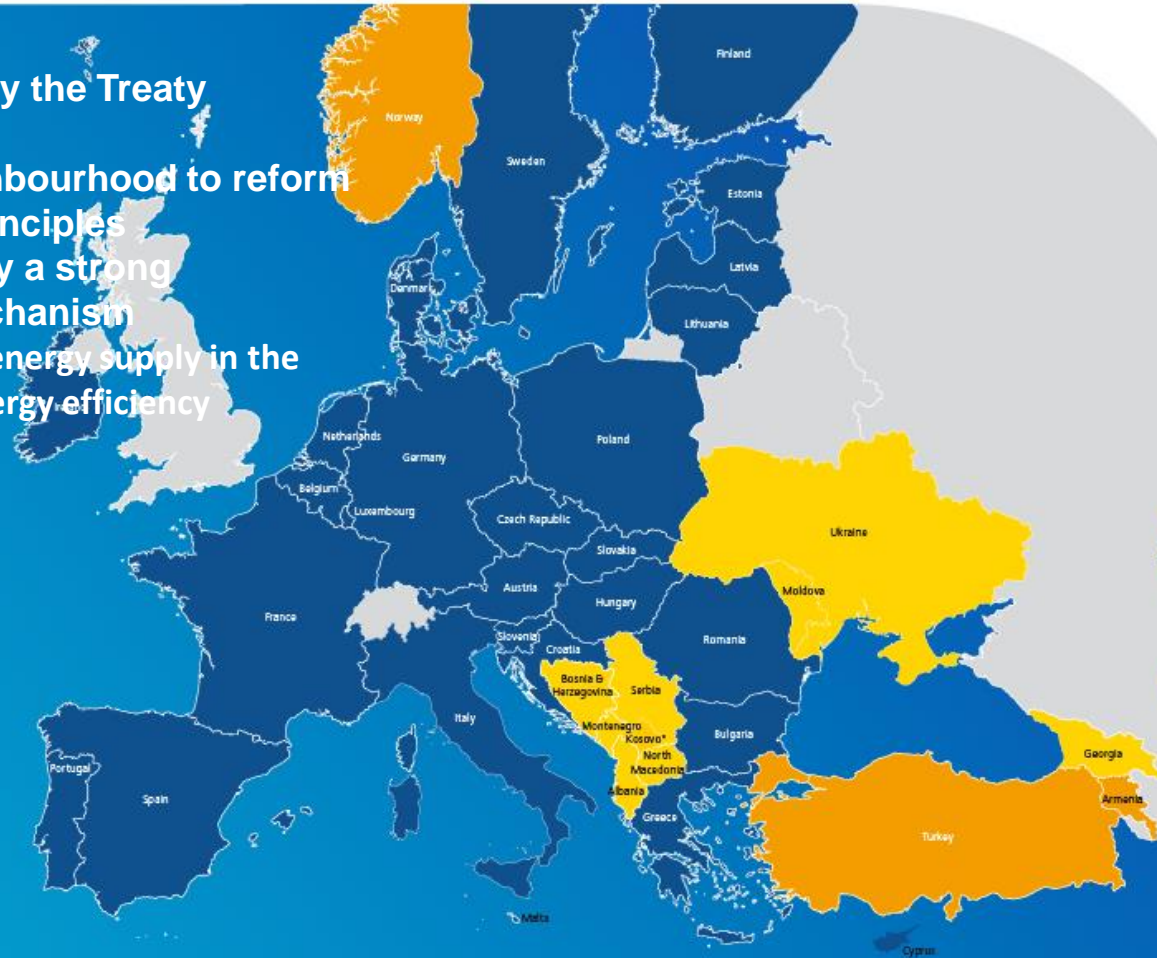 y the Treaty
bourhood to reform
nciples
y a strong
chanism
energy supply in the
ergy efficiency
Finland
Norway
Sweden
Estonia
Latvia
Denmark
Lithuania
Netherlands
Poland
Germany
Belgium
Luxembourg
Czech Republic
Ukraine
Slovakia
Austria
Moldova
Hungary
France
Slovenia
Romania
Croatia
Bosnia &
Herzegovina
Serbia
Italy
Montenegro
Kosovo*
Bulgaria
North
Macedonia
Georgia
Portugal
Albania
Spain
Armenia
Greece
Turkey
Malta
Cyprus